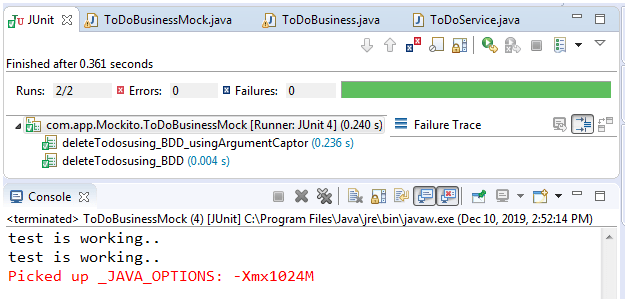 JUnit ToDoBusinessMock.java ToDoBusiness.java ToDoService.java
Finished after 0.361 seconds
Runs: 2/2 Errors: 0 Failures: 0
com.app.Mockito.ToDoBusinessMock [Runner: JUnit 4] (0.240 s) Failure Trace
deleteTodosusing_BDD_usingArgumentCaptor (0.236 s)
deleteTodosusing_BDD (0.004 s)
Console
<terminated> ToDoBusinessMock (4) [JUnit] C:\Program Files\Java\jre\bin\javaw.exe (Dec 10, 2019, 2:52:14 PM)
test is working..
test is working..
Picked up _JAVA_OPTIONS: -Xmx1024M